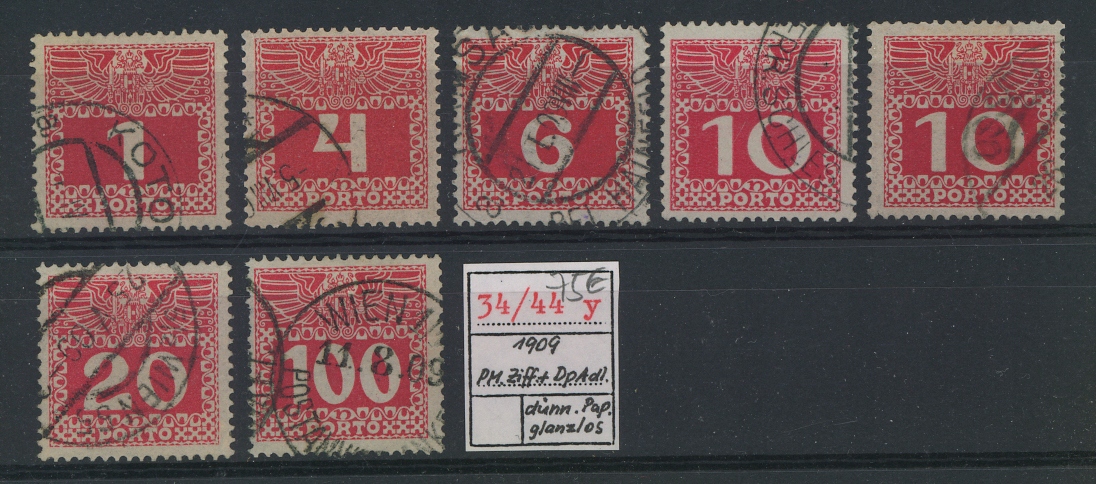 1
PORTO
4
PORTO
6
PORTO
10
PORTO
10
PORTO
20
PORTO
100
PORTO
WIEN
11.8.09
75€
34/44 y
1909
PM. Ziff + DpAdl.
dünn. Pap.
glanzlos